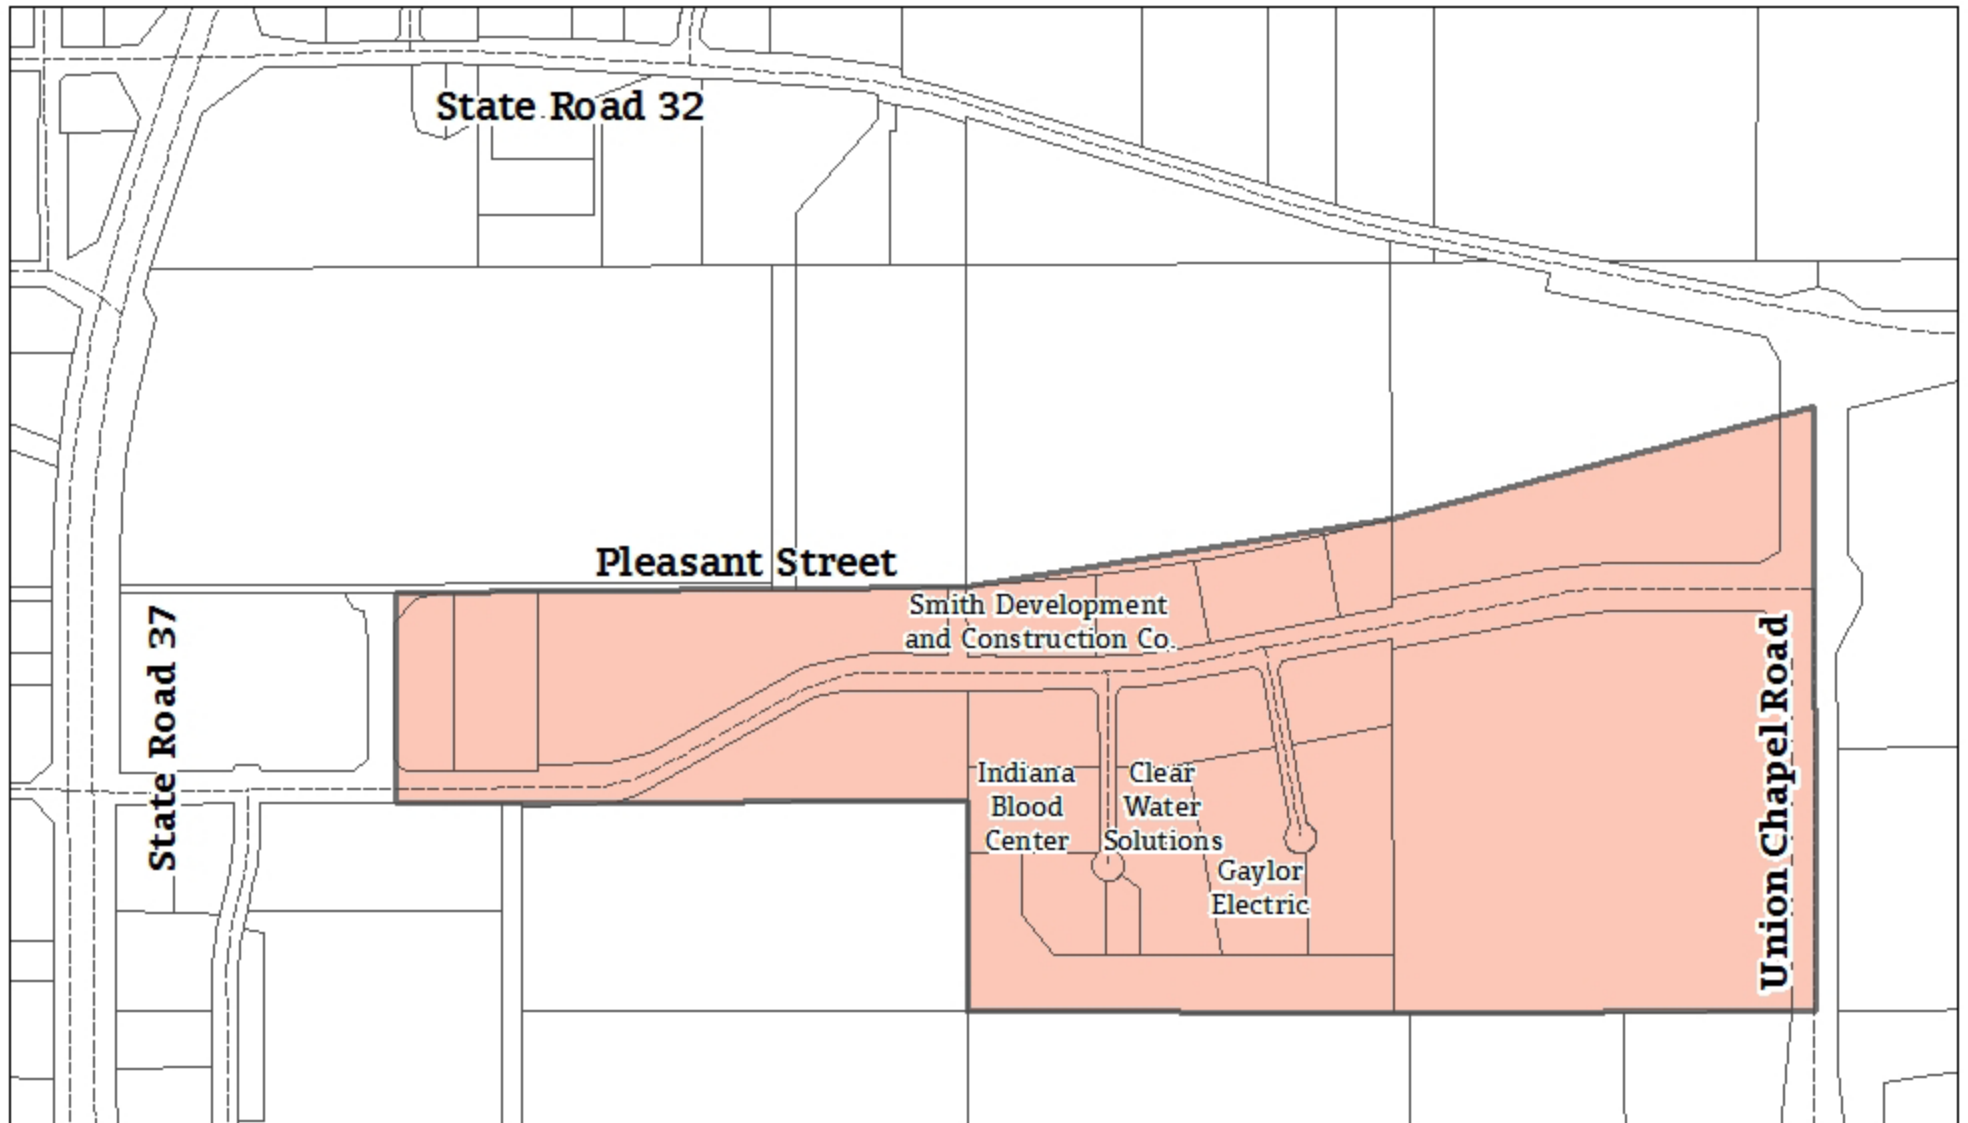 State Road 32
Pleasant Street
Smith Development
and Construction Co.
State Road 37
Indiana
Blood
Center
Clear
Water
Solutions
Gaylor
Electric
Union Chapel Road